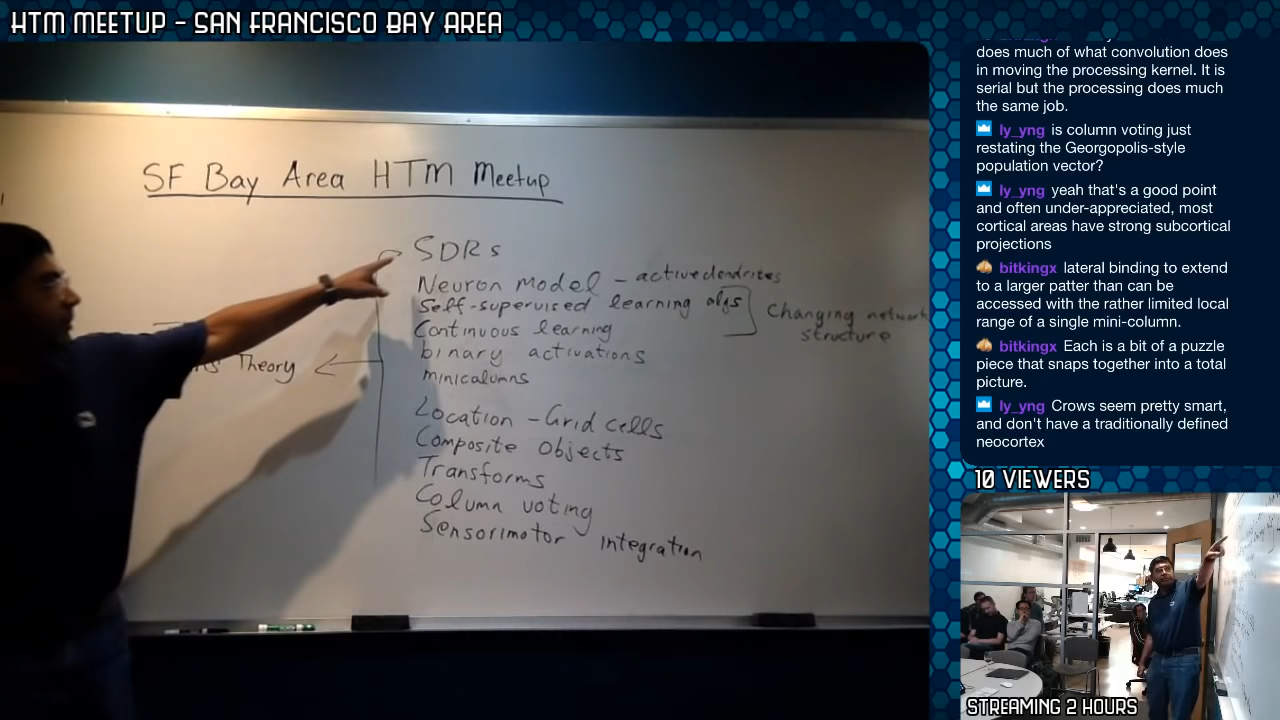 HTM MEETUP - SAN FRANCISCO BAY AREA
SF Bay Area HTM Meetup
SDRs
Neuron model - active dendrites
Self-supervised learning algs
Changing network
structure
Continuous learning
binary activations
minicolumns
Theory
Location - Grid cells
Composite Objects
Transforms
Column voting
Sensorimotor integration
does much of what convolution does
in moving the processing kernel. It is
serial but the processing does much
the same job.
ly_yng is column voting just
restating the Georgopolis-style
population vector?
ly_yng yeah that's a good point
and often under-appreciated, most
cortical areas have strong subcortical
projections
bitkingx lateral binding to extend
to a larger patter than can be
accessed with the rather limited local
range of a single mini-column.
bitkingx Each is a bit of a puzzle
piece that snaps together into a total
picture.
ly_yng Crows seem pretty smart,
and don't have a traditionally defined
neocortex
10 VIEWERS
STREAMING 2 HOURS